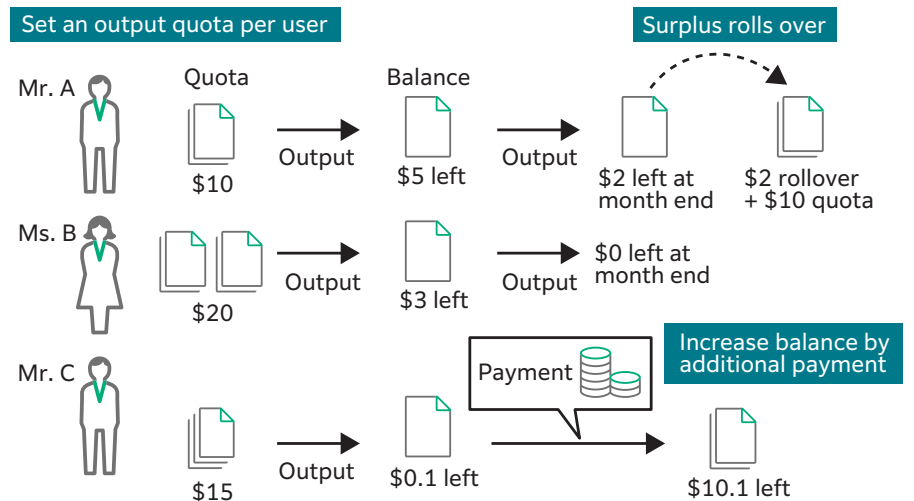 Set an output quota per user
Surplus rolls over
Mr. A
Quota
Balance
Output
Output
$10
$5 left
$2 left at
month end
$2 rollover
+ $10 quota
Ms. B
Output
Output
$0 left at
month end
$20
$3 left
Increase balance by
additional payment
Mr. C
Payment
Output
$15
$0.1 left
$10.1 left